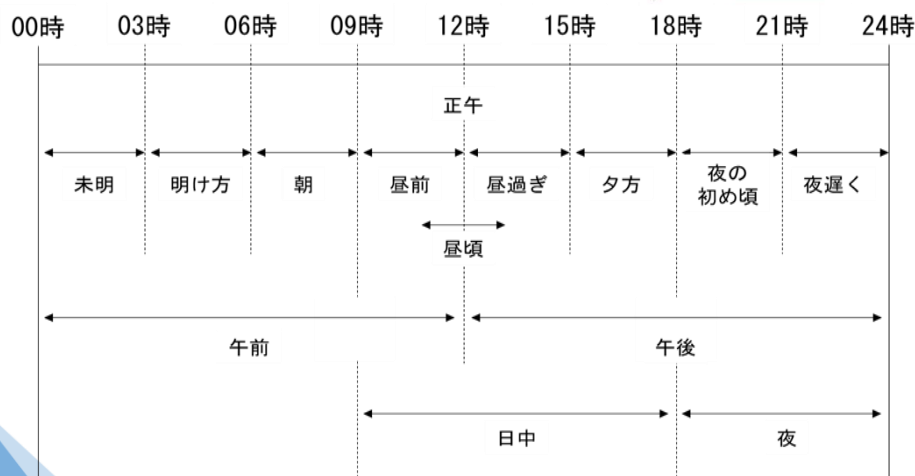 00時 03時 06時 09時 12時 15時 18時 21時 24時
正午
未明 明け方 朝 昼前 昼過ぎ 夕方 夜の初め頃 夜遅く
昼頃
午前 午後
日中 夜